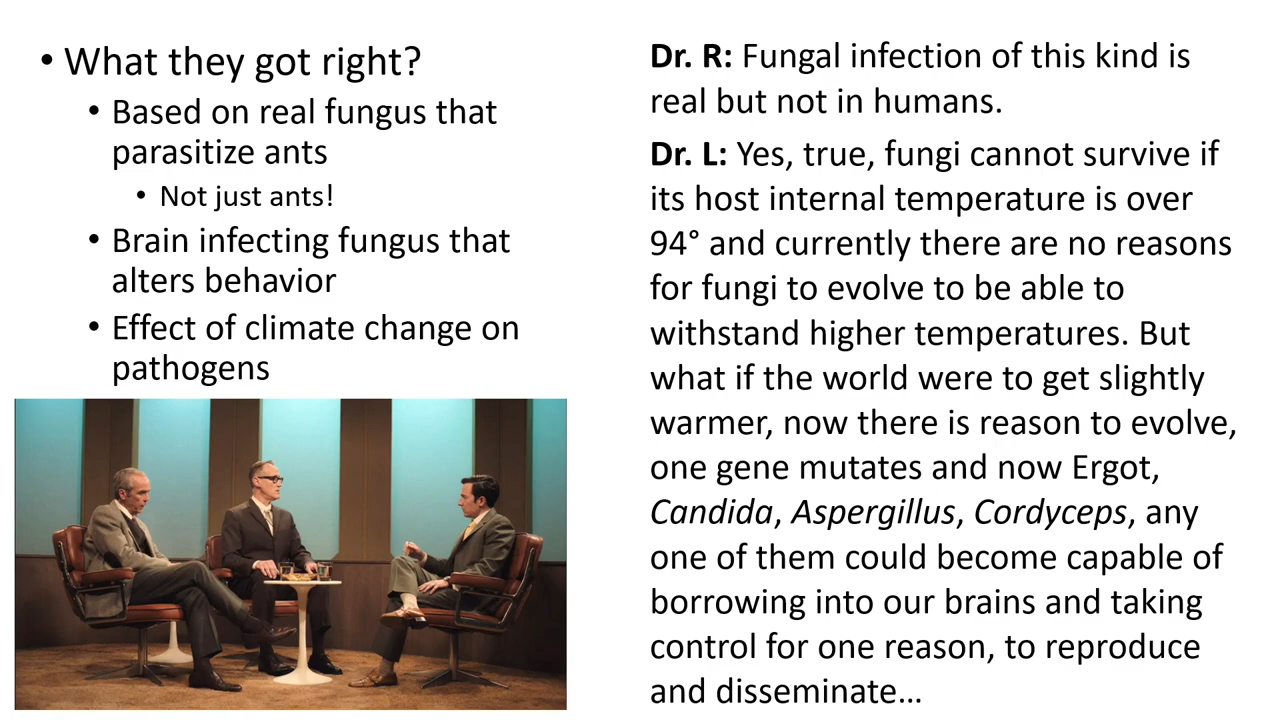 • What they got right?
• Based on real fungus that
parasitize ants
• Not just ants!
• Brain infecting fungus that
alters behavior
• Effect of climate change on
pathogens
Dr. R: Fungal infection of this kind is
real but not in humans.
Dr. L: Yes, true, fungi cannot survive if
its host internal temperature is over
94° and currently there are no reasons
for fungi to evolve to be able to
withstand higher temperatures. But
what if the world were to get slightly
warmer, now there is reason to evolve,
one gene mutates and now Ergot,
Candida, Aspergillus, Cordyceps, any
one of them could become capable of
borrowing into our brains and taking
control for one reason, to reproduce
and disseminate…